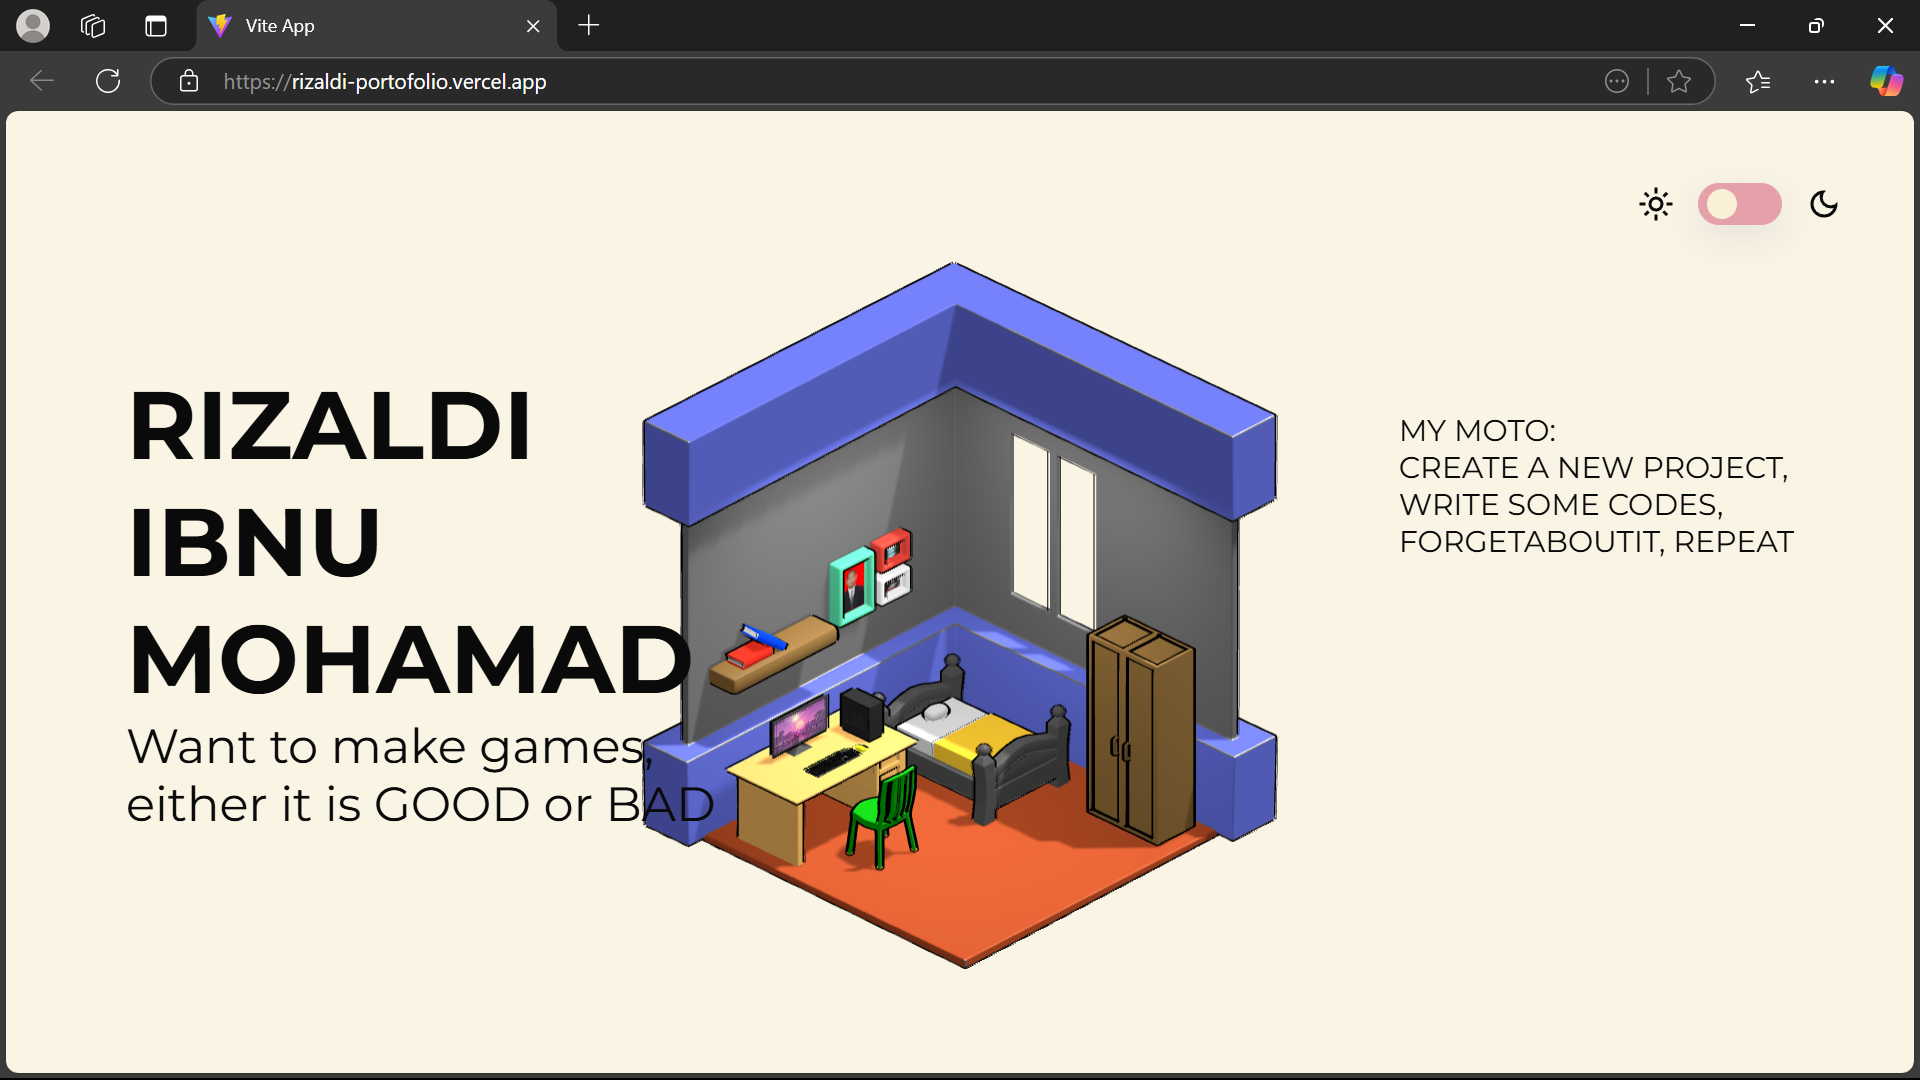 Vite App
https://rizaldi-portofolio.vercel.app
RIZALDI
IBNU
MOHAMAD
Want to make games,
either it is GOOD or BAD
MY MOTO:
CREATE A NEW PROJECT,
WRITE SOME CODES,
FORGETABOUTIT, REPEAT